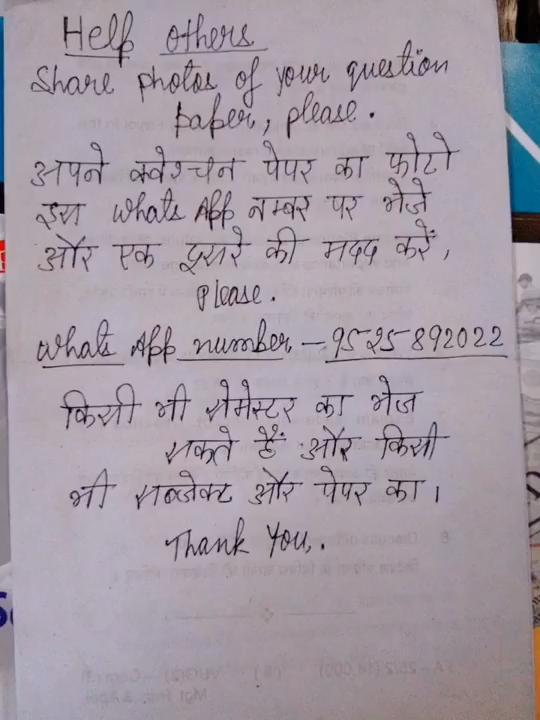 Help others
Share photos of your question
paper, please.
अपने क्वेश्चन पेपर का फोटो
इस Whats App नम्बर पर भेजे
और एक दूसरे की मदद करें,
please.
Whats App number - 9525892022
किसी भी सेमेस्टर का भेज
सकते हैं और किसी
भी सब्जेक्ट और पेपर का।
Thank You.